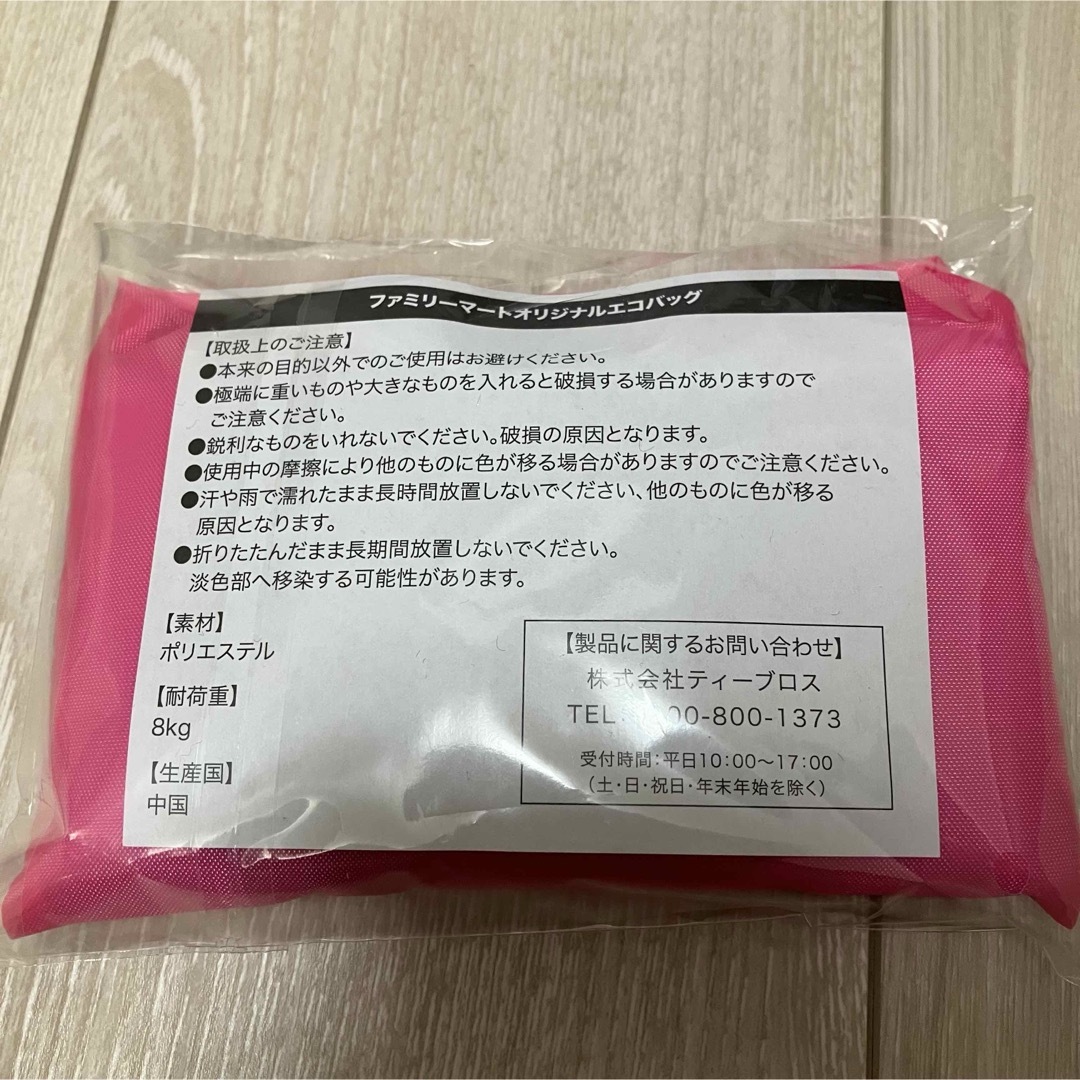 ファミリーマートオリジナルエコバッグ
【取扱上のご注意】
●本来の目的以外でのご使用はお避けください。
●極端に重いものや大きなものを入れると破損する場合がありますので
ご注意ください。
●鋭利なものをいれないでください。破損の原因となります。
●使用中の摩擦により他のものに色が移る場合がありますのでご注意ください。
●汗や雨で濡れたまま長時間放置しないでください、他のものに色が移る
原因となります。
●折りたたんだまま長期間放置しないでください。
淡色部へ移染する可能性があります。
【素材】
ポリエステル
【耐荷重】
8kg
【生産国】
中国
【製品に関するお問い合わせ】
株式会社ティーブロス
TEL: 00-800-1373
受付時間:平日10:00〜17:00
(土・日・祝日・年末年始を除く)